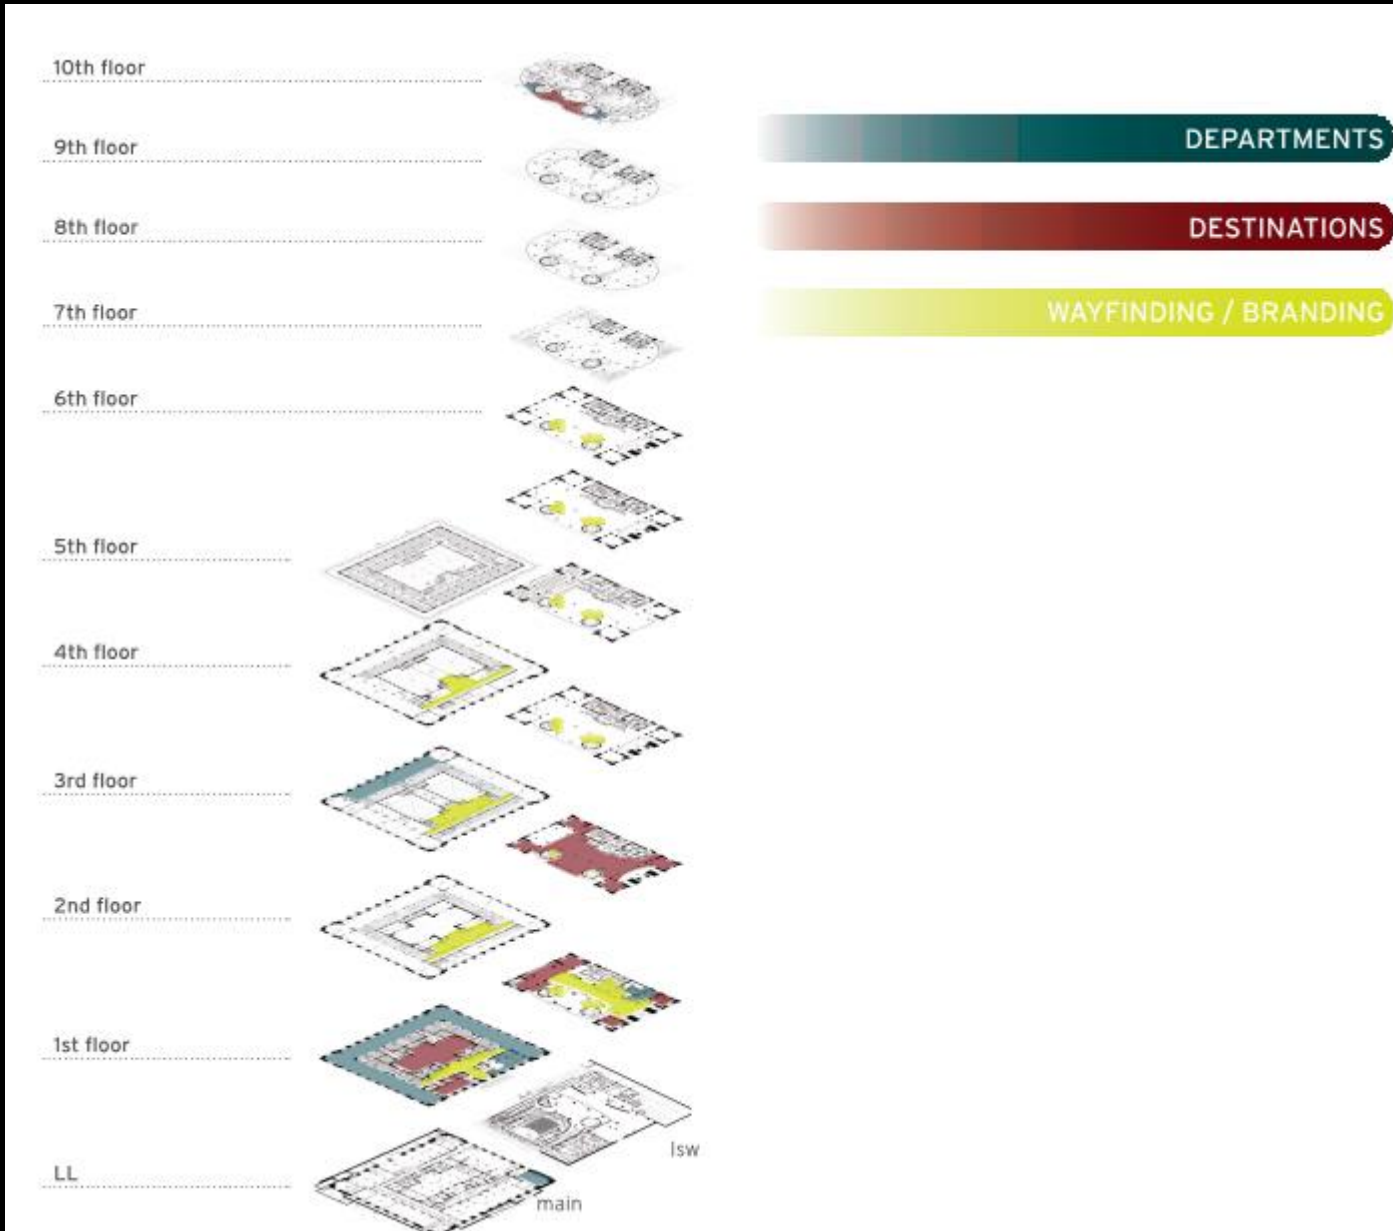 10th floor
DEPARTMENTS
9th floor
DESTINATIONS
8th floor
7th floor
WAYFINDING / BRANDING
6th floor
5th floor
4th floor
3rd floor
2nd floor
1st floor
lsw
LL
main